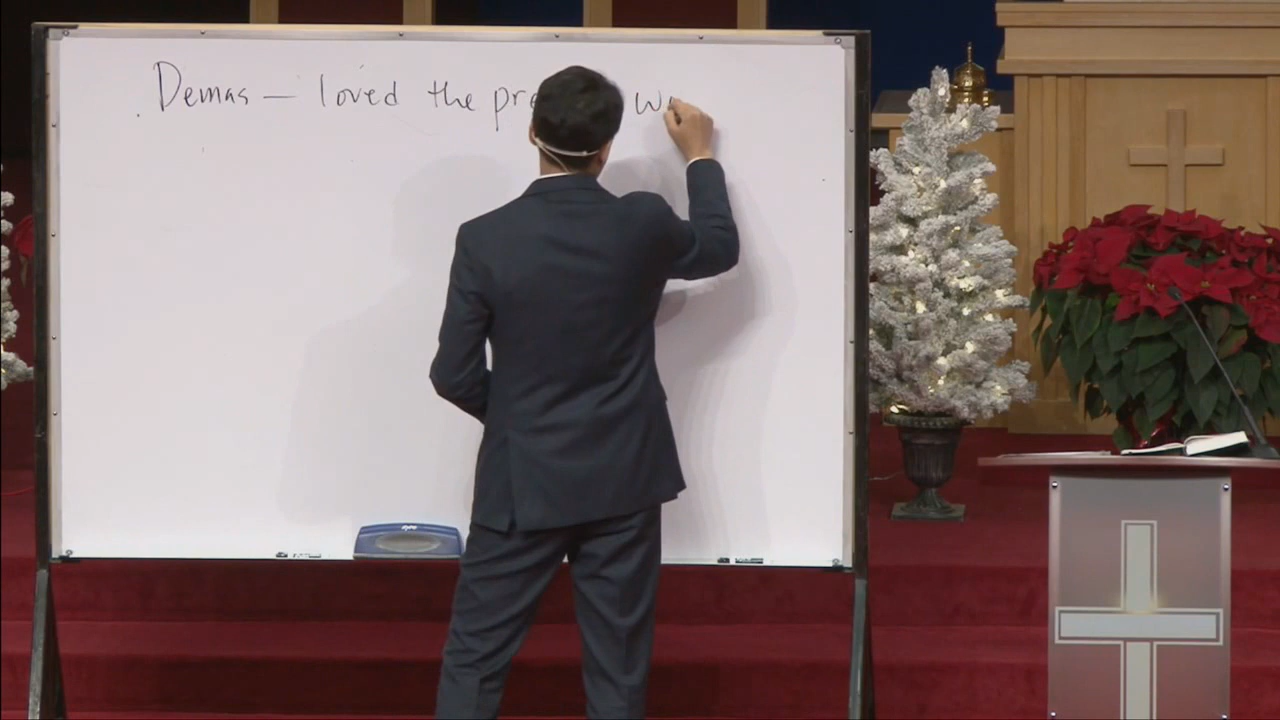 Demas — loved the